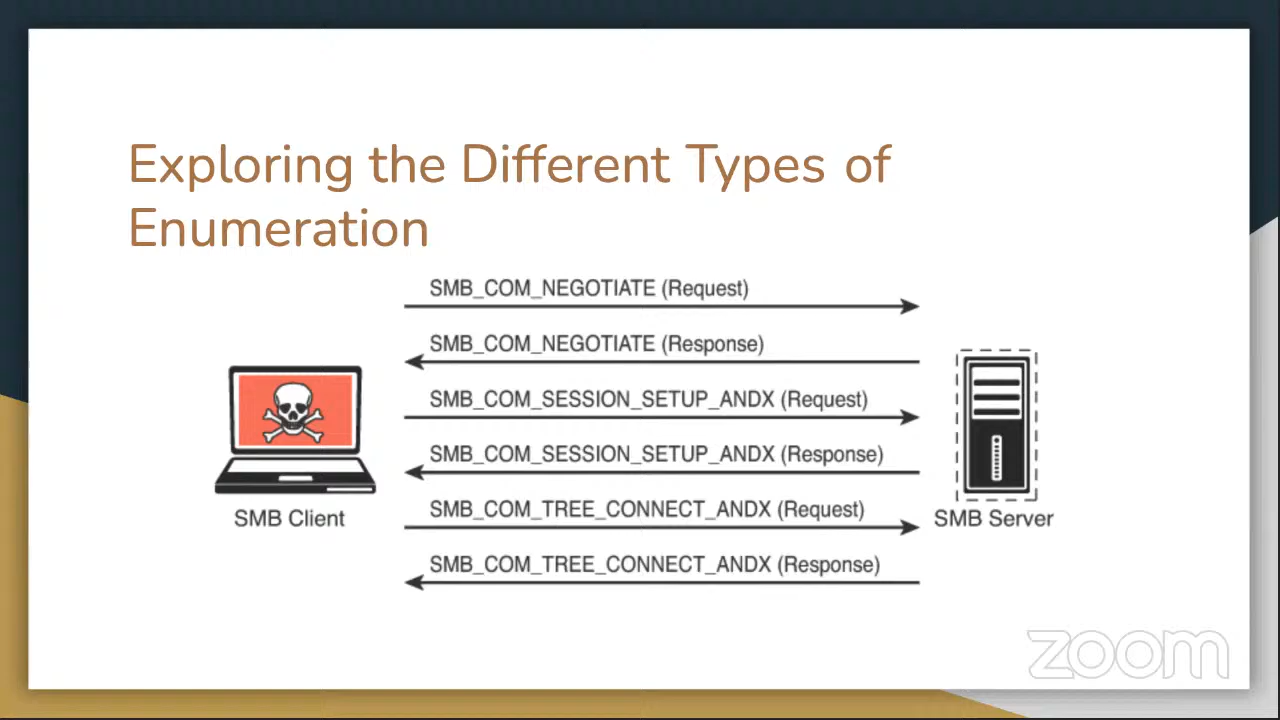 Exploring the Different Types of
Enumeration
SMB_COM_NEGOTIATE (Request)
SMB_COM_NEGOTIATE (Response)
SMB_COM_SESSION_SETUP_ANDX (Request)
SMB_COM_SESSION_SETUP_ANDX (Response)
SMB_COM_TREE_CONNECT_ANDX (Request)
SMB Client
SMB Server
SMB_COM_TREE_CONNECT_ANDX (Response)
zoom